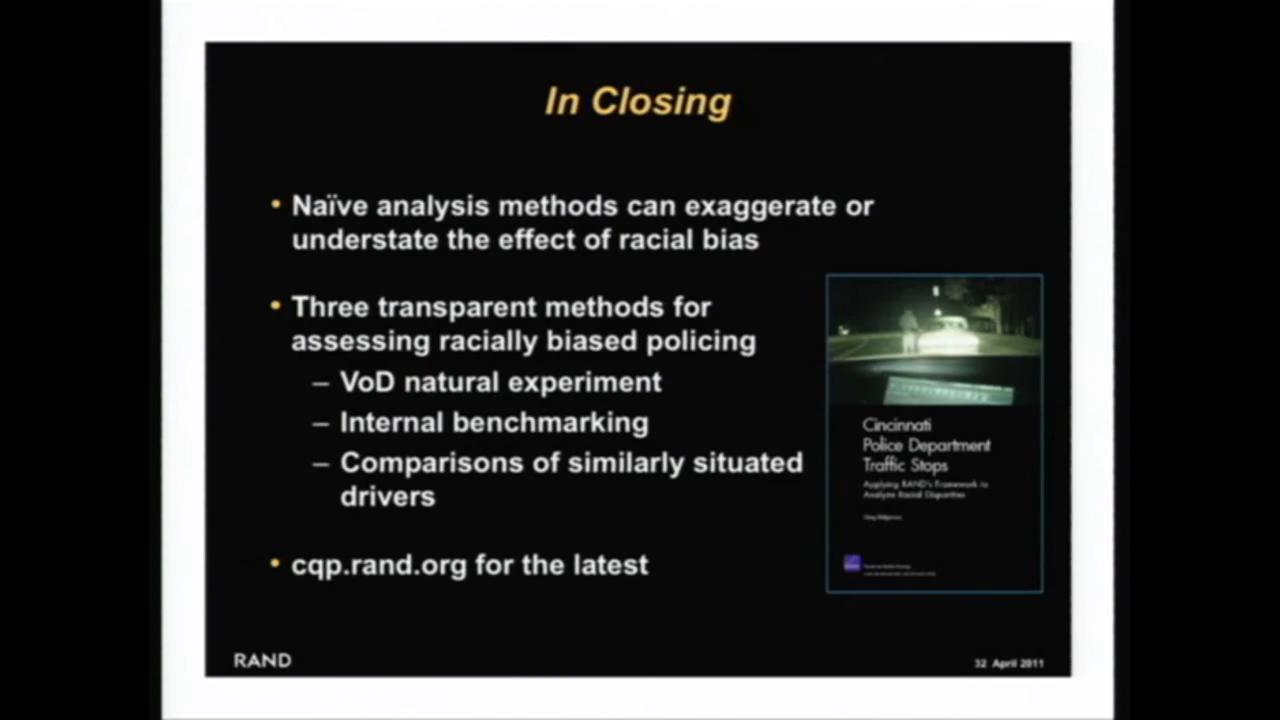 In Closing
• Naïve analysis methods can exaggerate or
understate the effect of racial bias
• Three transparent methods for
assessing racially biased policing
– VoD natural experiment
– Internal benchmarking
– Comparisons of similarly situated
drivers
• cqp.rand.org for the latest
Cincinnati
Police Department
Traffic Stops
Applying RAND's Framework to
Analyze Racial Disparities
RAND
32 April 2011